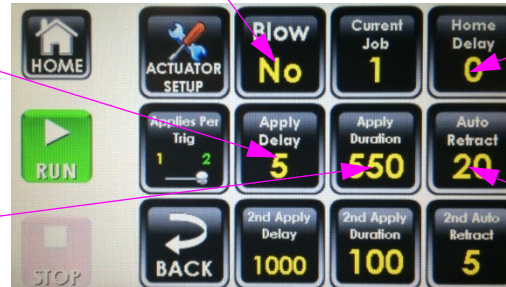 HOME
ACTUATOR
SETUP
Blow
No
Current
Job
1
Home
Delay
0
RUN
Applies Per
Trig
1 2
Apply
Delay
5
Apply
Duration
550
Auto
Retract
20
STOP
BACK
2nd Apply
Delay
1000
2nd Apply
Duration
100
2nd Auto
Retract
5